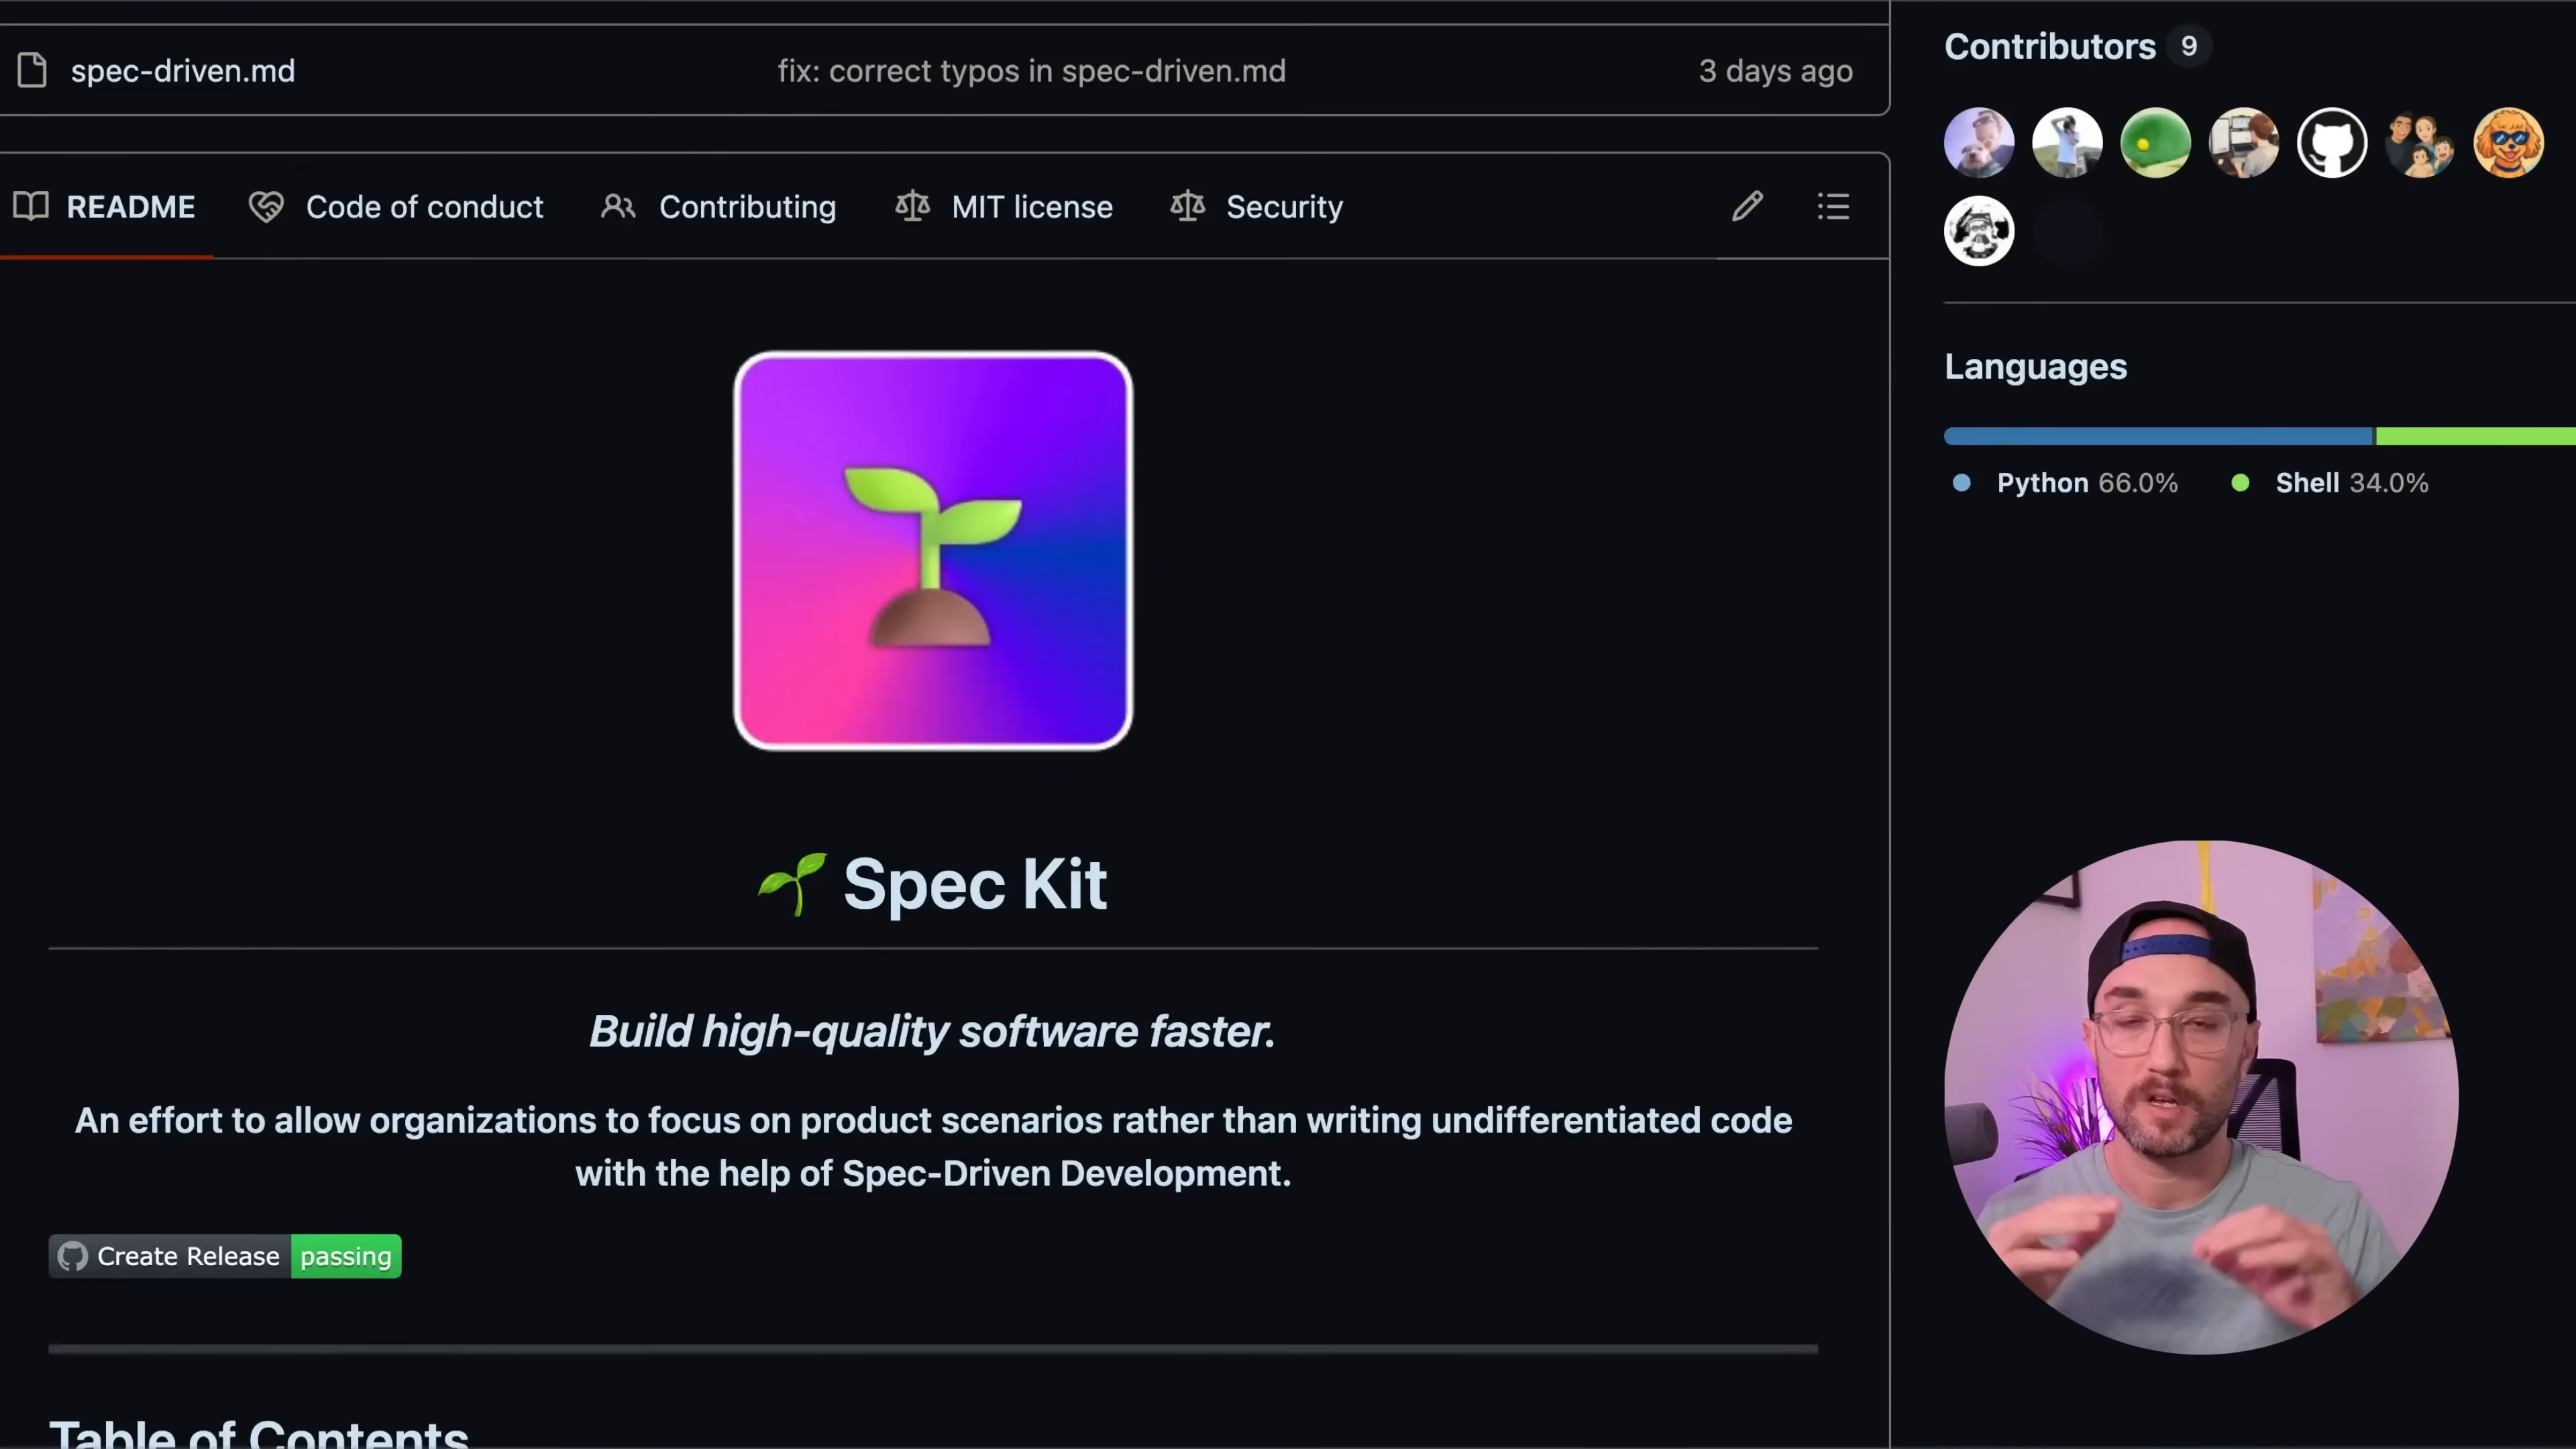 spec-driven.md fix: correct typos in spec-driven.md 3 days ago
README Code of conduct Contributing MIT license Security
Spec Kit
Build high-quality software faster.
An effort to allow organizations to focus on product scenarios rather than writing undifferentiated code
with the help of Spec-Driven Development.
Create Release passing
Table of Contents
Contributors 9
Languages
Python 66.0% Shell 34.0%